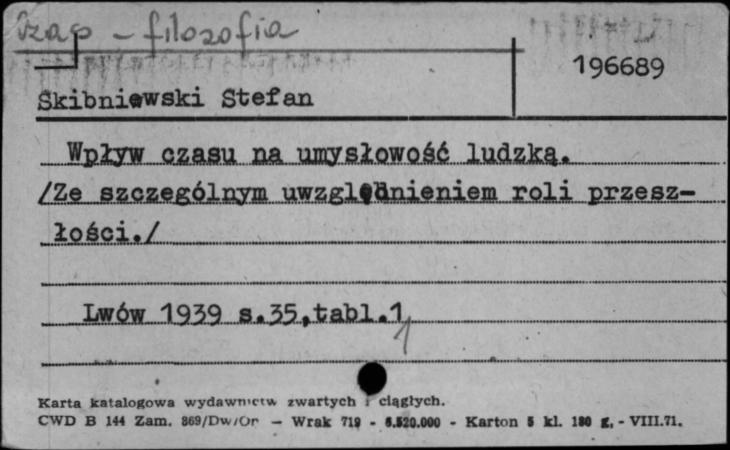 Czas – filozofia
196689
Skibniewski Stefan
Wpływ czasu na umysłowość ludzką.
/Ze szczególnym uwzględnieniem roli przesz-
łości./
Lwów 1939 s.35,tabl.1
1
Karta katalogowa wydawnictw zwartych i ciągłych.
CWD B 144 Zam. 869/Dw/Or — Wrak 719 - 6.520.000 - Karton 5 kl. 180 g, - VIII.71.